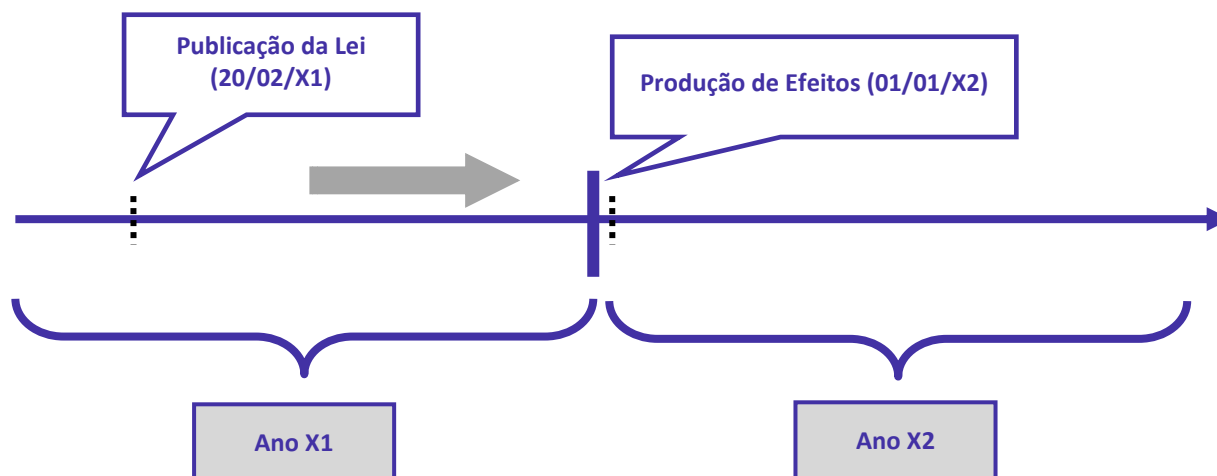 Publicação da Lei
(20/02/X1)
Produção de Efeitos (01/01/X2)
Ano X1
Ano X2